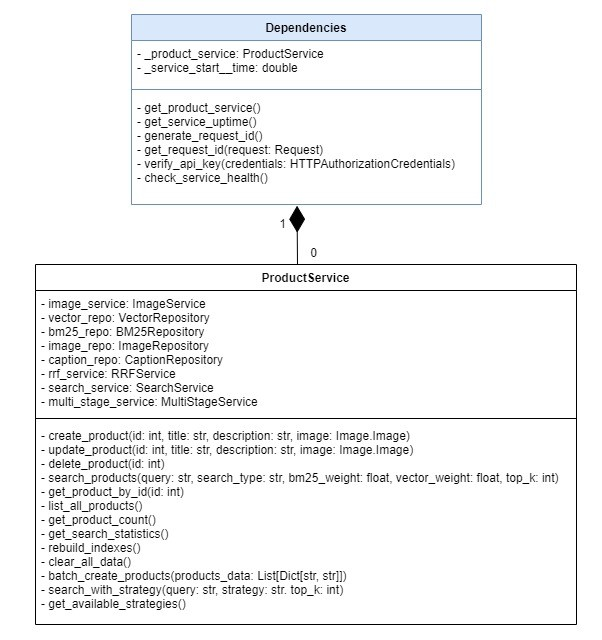 Dependencies
- _product_service: ProductService
- _service_start__time: double
- get_product_service()
- get_service_uptime()
- generate_request_id()
- get_request_id(request: Request)
- verify_api_key(credentials: HTTPAuthorizationCredentials)
- check_service_health()
1
0
ProductService
- image_service: ImageService
- vector_repo: VectorRepository
- bm25_repo: BM25Repository
- image_repo: ImageRepository
- caption_repo: CaptionRepository
- rrf_service: RRFService
- search_service: SearchService
- multi_stage_service: MultiStageService
- create_product(id: int, title: str, description: str, image: Image.Image)
- update_product(id: int, title: str, description: str, image: Image.Image)
- delete_product(id: int)
- search_products(query: str, search_type: str, bm25_weight: float, vector_weight: float, top_k: int)
- get_product_by_id(id: int)
- list_all_products()
- get_product_count()
- get_search_statistics()
- rebuild_indexes()
- clear_all_data()
- batch_create_products(products_data: List[Dict[str, str]])
- search_with_strategy(query: str, strategy: str. top_k: int)
- get_available_strategies()